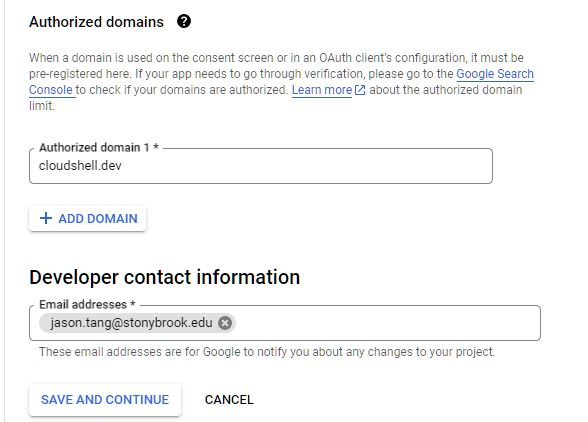 Authorized domains
When a domain is used on the consent screen or in an OAuth client's configuration, it must be
pre-registered here. If your app needs to go through verification, please go to the Google Search
Console to check if your domains are authorized. Learn more about the authorized domain
limit.
Authorized domain 1 *
cloudshell.dev
+ ADD DOMAIN
Developer contact information
Email addresses *
jason.tang@stonybrook.edu
These email addresses are for Google to notify you about any changes to your project.
SAVE AND CONTINUE CANCEL